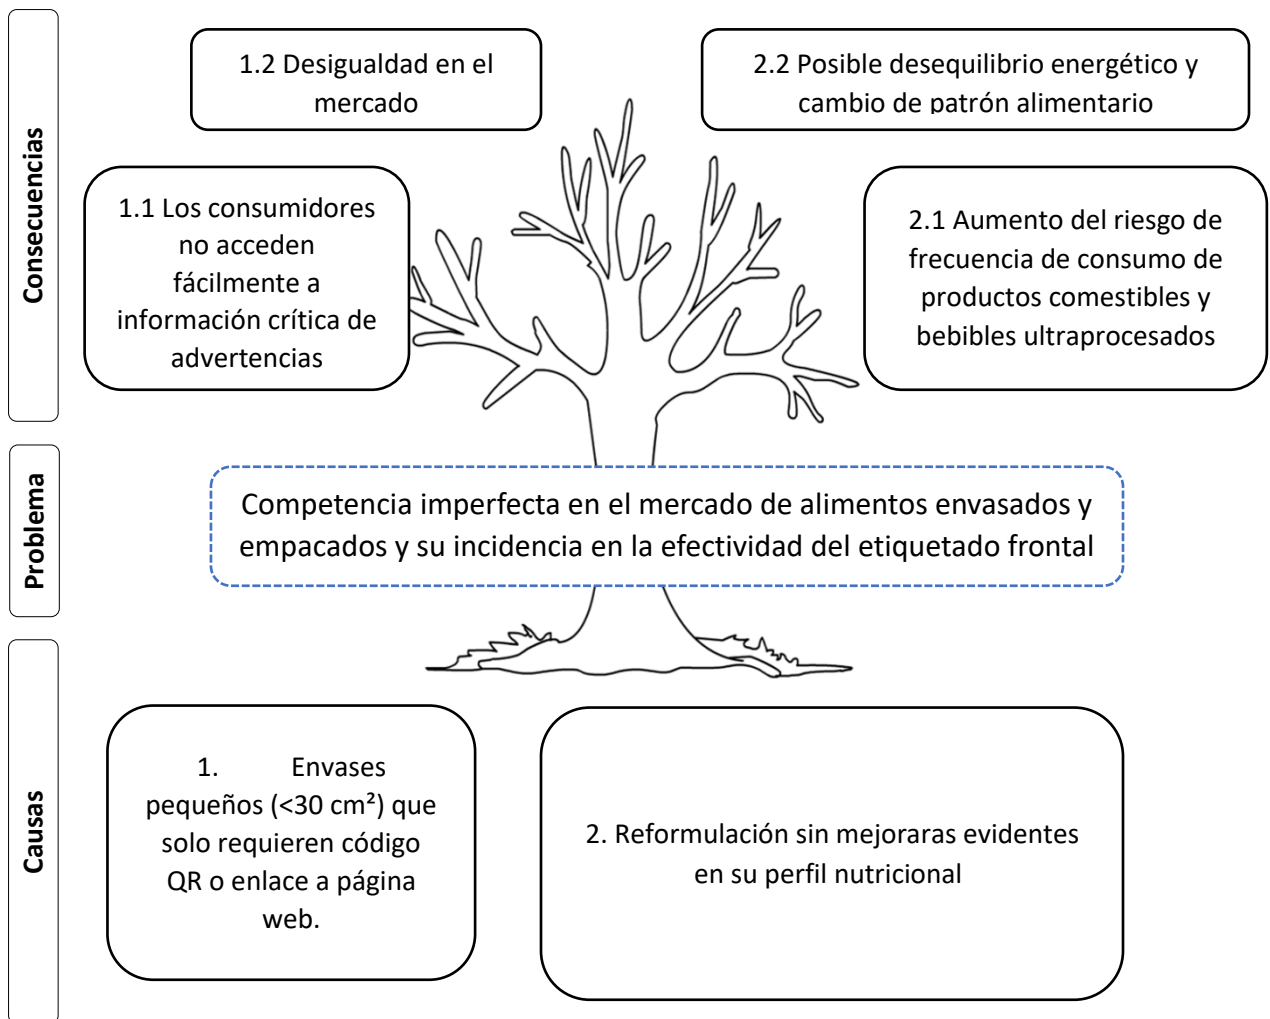 Consecuencias
1.2 Desigualdad en el
mercado
2.2 Posible desequilibrio energético y
cambio de patrón alimentario
1.1 Los consumidores
no acceden
fácilmente a
información crítica de
advertencias
2.1 Aumento del riesgo de
frecuencia de consumo de
productos comestibles y
bebibles ultraprocesados
Problema
Competencia imperfecta en el mercado de alimentos envasados y
empacados y su incidencia en la efectividad del etiquetado frontal
Causas
1. Envases
pequeños (<30 cm²) que
solo requieren código
QR o enlace a página
web.
2. Reformulación sin mejoraras evidentes
en su perfil nutricional